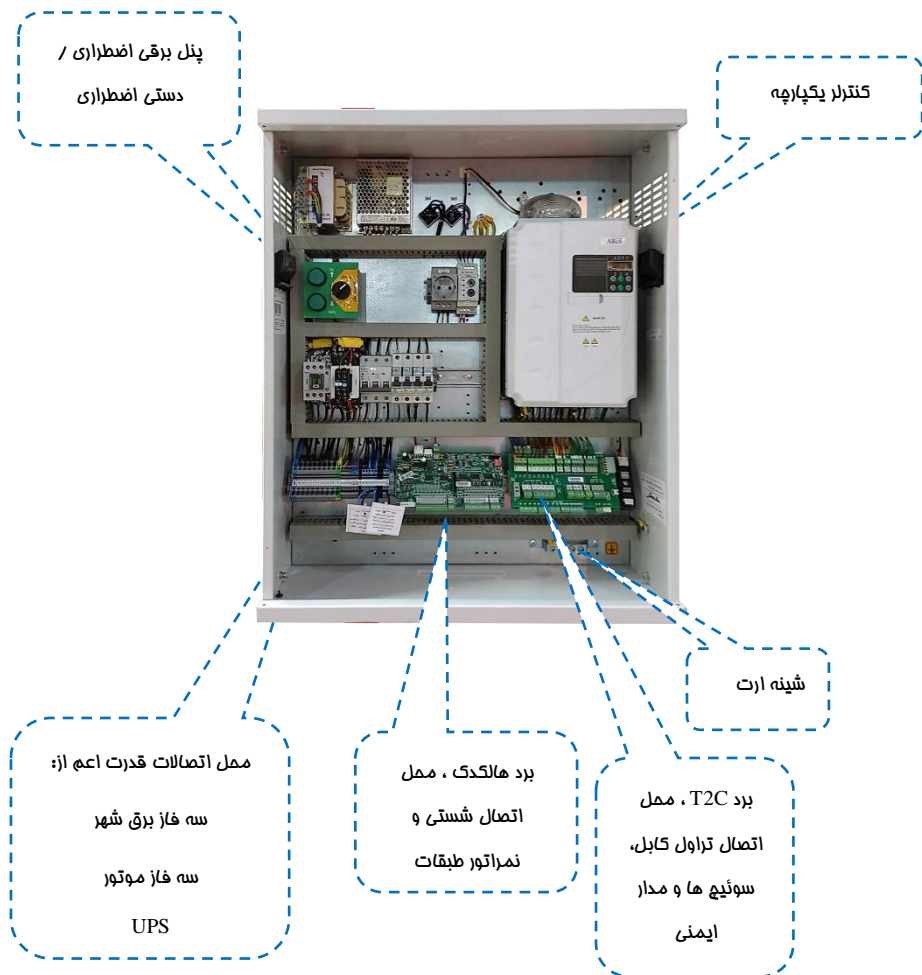 پنل برقی اضطراری /
دستی اضطراری
کنترلر یکپارچه
شینه ارت
محل اتصالات قدرت اعم از:
سه فاز برق شهر
سه فاز موتور
UPS
برد هالکدک ، محل
اتصال شستی و
نمراتور طبقات
برد T2C ، محل
اتصال تراول کابل،
سوئیچ ها و مدار
ایمنی